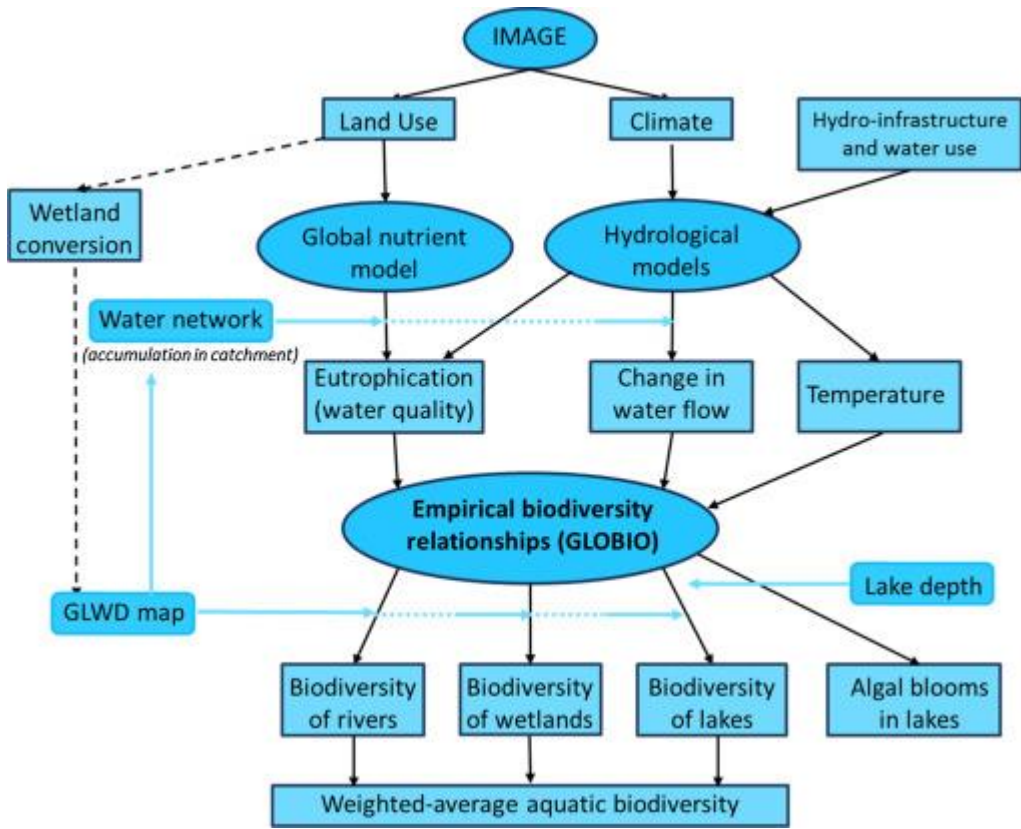 IMAGE
Land Use
Climate
Hydro-infrastructure
and water use
Wetland
conversion
Global nutrient
model
Hydrological
models
Water network
(accumulation in catchment)
Eutrophication
(water quality)
Change in
water flow
Temperature
Empirical biodiversity
relationships (GLOBIO)
GLWD map
Lake depth
Biodiversity
of rivers
Biodiversity
of wetlands
Biodiversity
of lakes
Algal blooms
in lakes
Weighted-average aquatic biodiversity